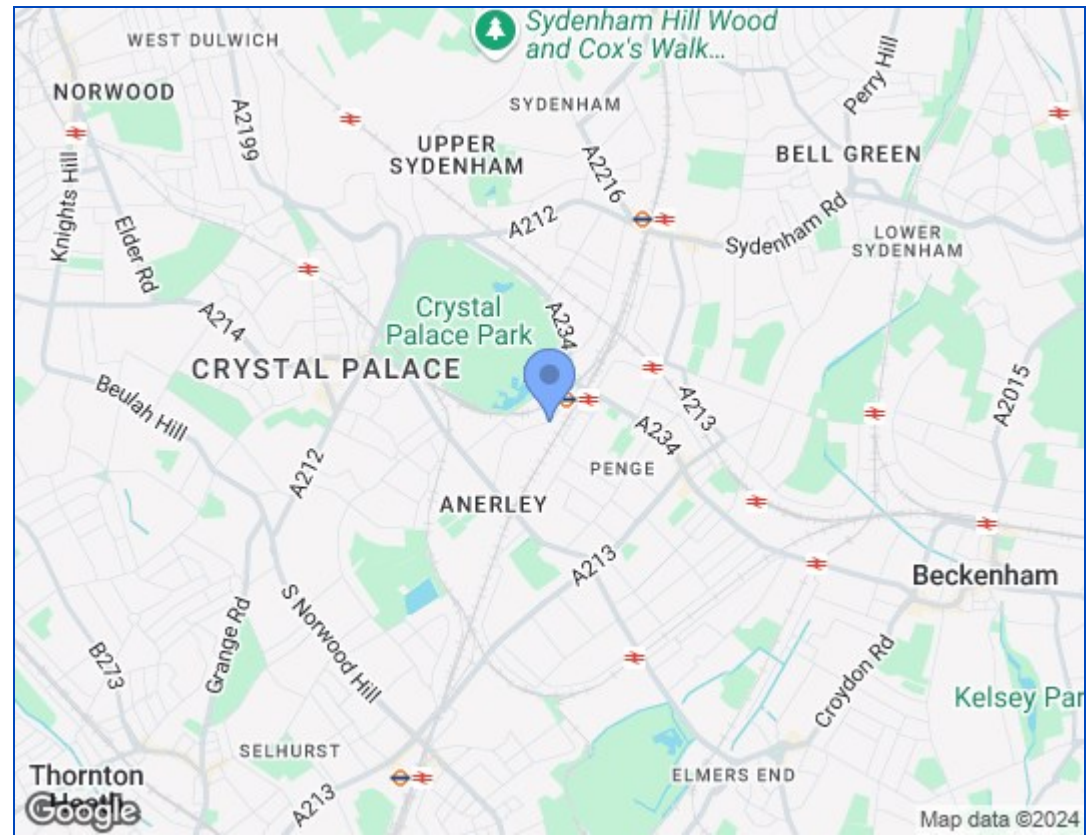 Sydenham Hill Wood
and Cox's Walk...
WEST DULWICH
NORWOOD
SYDENHAM
Perry Hill
A2199
UPPER
SYDENHAM
A2216
BELL GREEN
Knights Hill
Elder Rd
A212
Sydenham Rd
LOWER
SYDENHAM
A214
Crystal
Palace Park
A234
CRYSTAL PALACE
A2015
Beulah Hill
A213
A212
A234
PENGE
ANERLEY
A213
Beckenham
S Norwood Hill
Grange Rd
B273
Croydon Rd
Kelsey Par
SELHURST
ELMERS END
Thornton
Heath
A213
Google
Map data ©2024